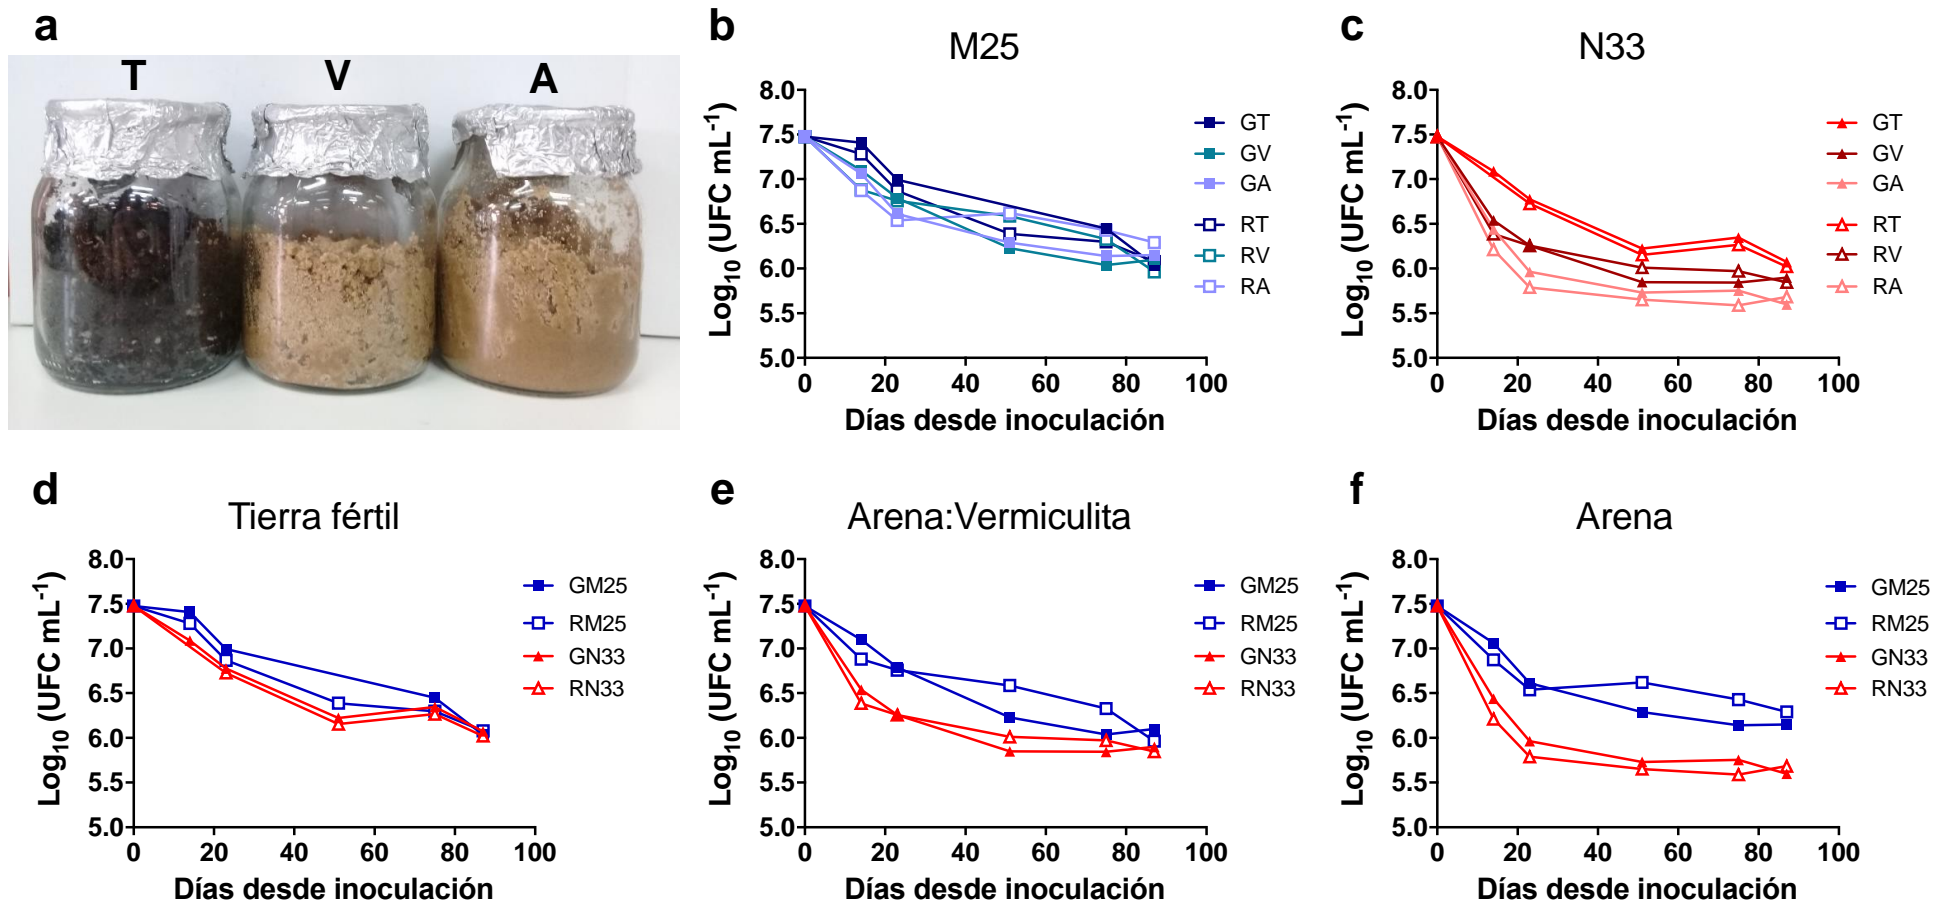 a
T V A
b
M25
Log10 (UFC mL-1)
8.0
7.5
7.0
6.5
6.0
5.5
5.0
0 20 40 60 80 100
Días desde inoculación
GT
GV
GA
RT
RV
RA
c
N33
Log10 (UFC mL-1)
8.0
7.5
7.0
6.5
6.0
5.5
5.0
0 20 40 60 80 100
Días desde inoculación
GT
GV
GA
RT
RV
RA
d
Tierra fértil
Log10 (UFC mL-1)
8.0
7.5
7.0
6.5
6.0
5.5
5.0
0 20 40 60 80 100
Días desde inoculación
GM25
RM25
GN33
RN33
e
Arena:Vermiculita
Log10 (UFC mL-1)
8.0
7.5
7.0
6.5
6.0
5.5
5.0
0 20 40 60 80 100
Días desde inoculación
GM25
RM25
GN33
RN33
f
Arena
Log10 (UFC mL-1)
8.0
7.5
7.0
6.5
6.0
5.5
5.0
0 20 40 60 80 100
Días desde inoculación
GM25
RM25
GN33
RN33